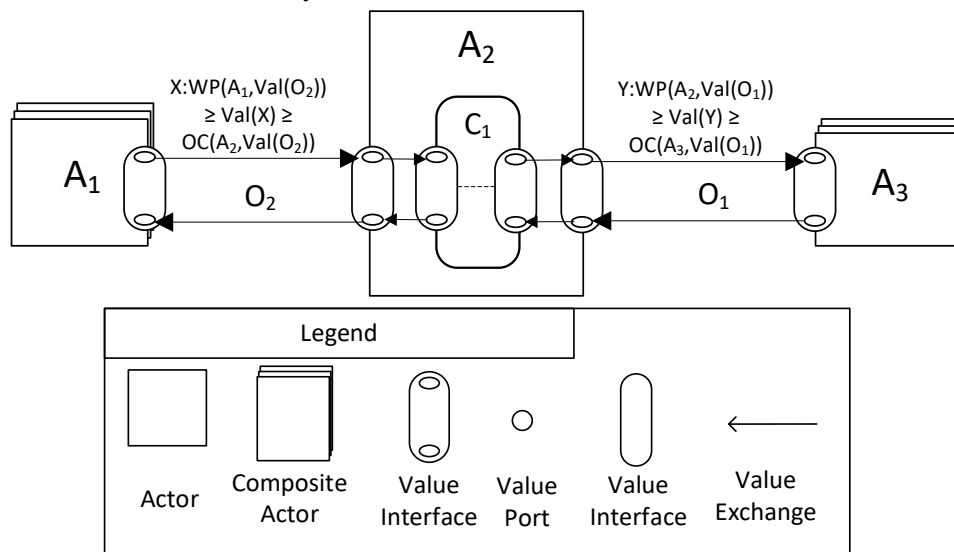 A2
X:WP(A1,Val(O2))
≥ Val(X) ≥
OC(A2,Val(O2))
Y:WP(A2,Val(O1))
≥ Val(Y) ≥
OC(A3,Val(O1))
C1
A1
O2
O1
A3
Legend
Actor
Composite
Actor
Value
Interface
Value
Port
Value
Interface
Value
Exchange